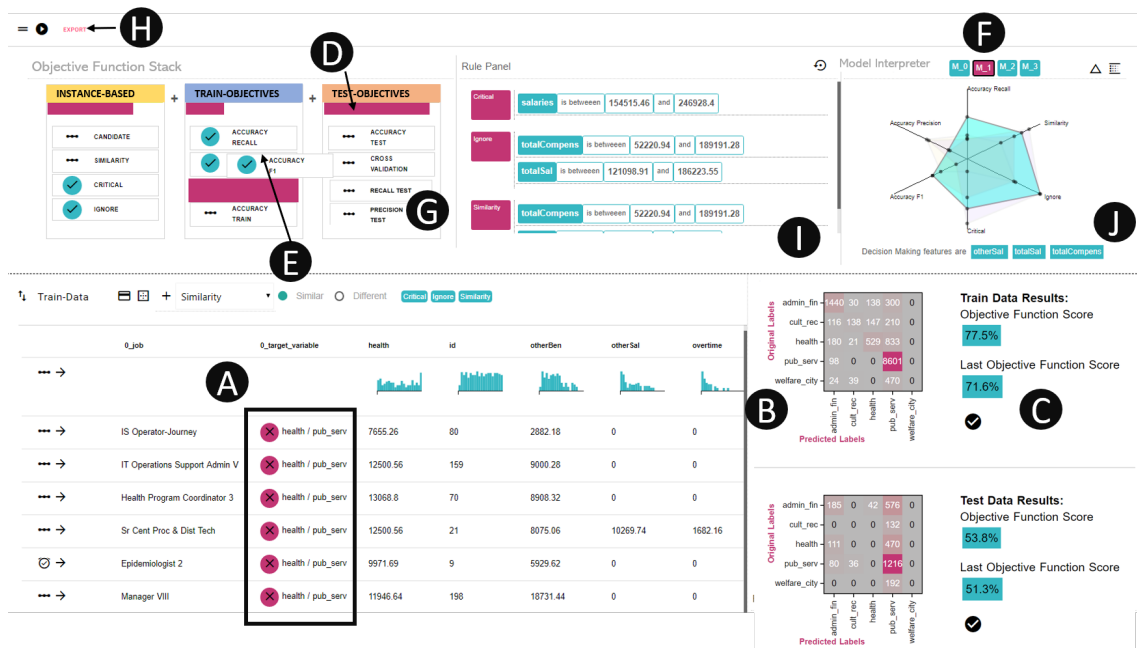 EXPORT
H
F
D
Objective Function Stack
Rule Panel
Model Interpreter
M_0 M_1 M_2 M_3
INSTANCE-BASED + TRAIN-OBJECTIVES + TEST-OBJECTIVES
CANDIDATE
SIMILARITY
CRITICAL
IGNORE
ACCURACY RECALL
ACCURACY F1
ACCURACY TRAIN
ACCURACY TEST
CROSS VALIDATION
RECALL TEST
PRECISION TEST
E
G
Critical
salaries is betweeen 154515.46 and 246928.4
Ignore
totalCompens is betweeen 52220.94 and 189191.28
totalSal is betweeen 121098.91 and 186223.55
Similarity
totalCompens is betweeen 52220.94 and 189191.28
I
Accuracy Recall
Accuracy Precision
Similarity
Accuracy F1
Ignore
Critical
J
Decision Making features are otherSal totalSal totalCompens
Train-Data + Similarity Similar Different Critical Ignore Similarity
0_job 0_target_variable health id otherBen otherSal overtime
A
IS Operator-Journey health / pub_serv 7655.26 80 2882.18 0 0
IT Operations Support Admin V health / pub_serv 12500.56 159 9000.28 0 0
Health Program Coordinator 3 health / pub_serv 13068.8 70 8908.32 0 0
Sr Cent Proc & Dist Tech health / pub_serv 12500.56 21 8075.06 10269.74 1682.16
Epidemiologist 2 health / pub_serv 9971.69 9 5929.62 0 0
Manager VIII health / pub_serv 11946.64 198 18731.44 0 0
B
Original Labels
admin_fin 1440 30 138 300 0
cult_rec 116 138 147 210 0
health 180 21 529 833 0
pub_serv 98 0 0 8601 0
welfare_city 24 39 0 470 0
admin_fin cult_rec health pub_serv welfare_city
Predicted Labels
Train Data Results:
Objective Function Score
77.5%
Last Objective Function Score
71.6%
C
Original Labels
admin_fin 185 0 42 576 0
cult_rec 0 0 0 132 0
health 111 0 0 470 0
pub_serv 80 36 0 1216 0
welfare_city 0 0 0 192 0
admin_fin cult_rec health pub_serv welfare_city
Predicted Labels
Test Data Results:
Objective Function Score
53.8%
Last Objective Function Score
51.3%